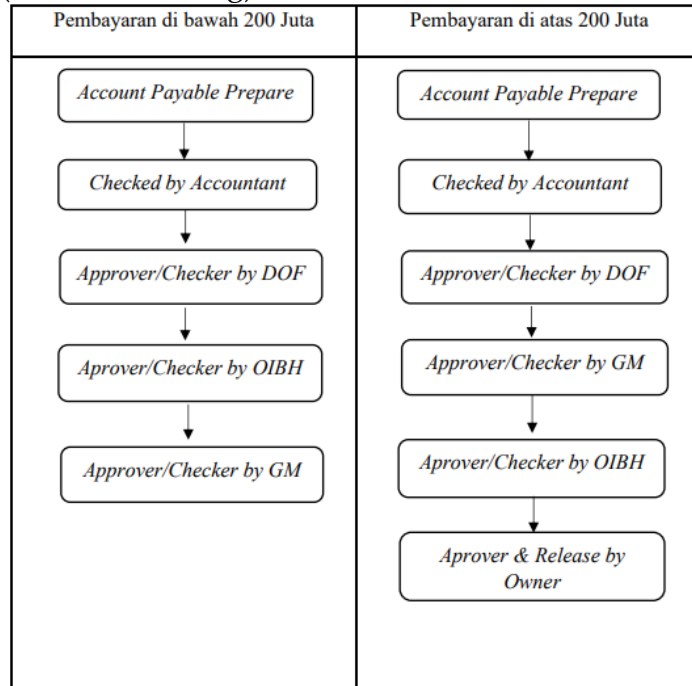 Pembayaran di bawah 200 Juta
Account Payable Prepare
Checked by Accountant
Approver/Checker by DOF
Aprover/Checker by OIBH
Approver/Checker by GM
Pembayaran di atas 200 Juta
Account Payable Prepare
Checked by Accountant
Approver/Checker by DOF
Approver/Checker by GM
Aprover/Checker by OIBH
Aprover & Release by
Owner